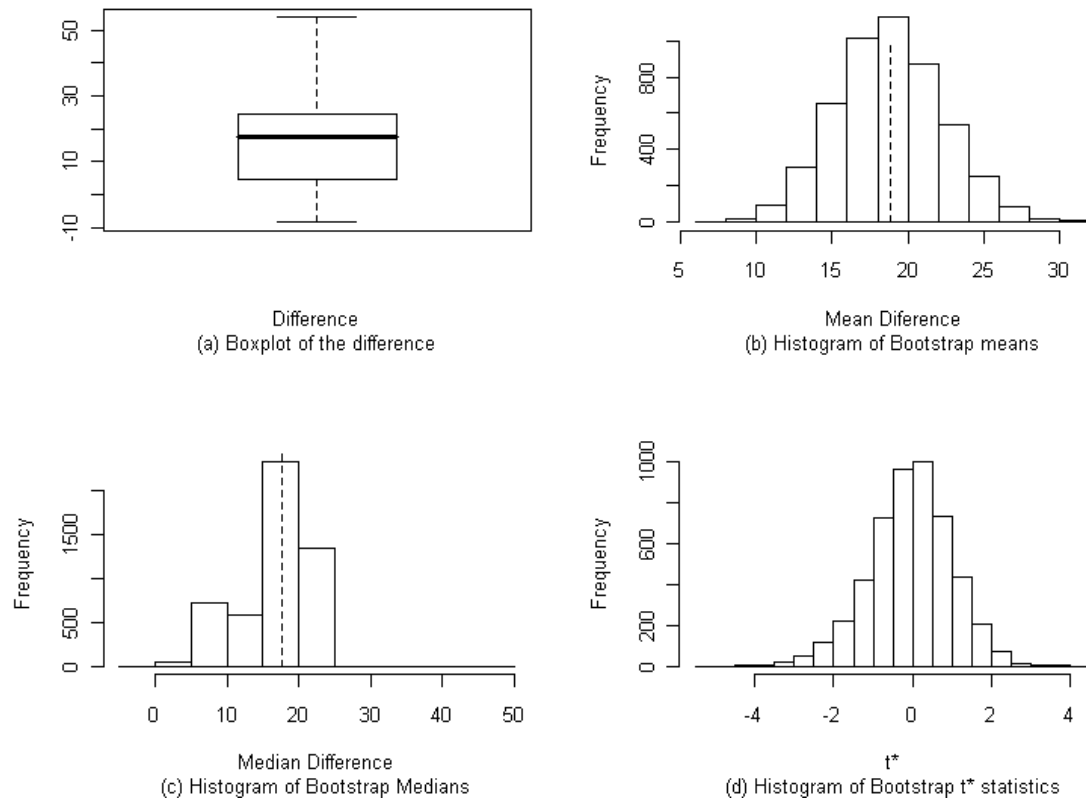 50
30
10
-10
Difference
(a) Boxplot of the difference
Frequency
800
400
0
5 10 15 20 25 30
Mean Diference
(b) Histogram of Bootstrap means
Frequency
1500
500
0
0 10 20 30 40 50
Median Difference
(c) Histogram of Bootstrap Medians
Frequency
1000
600
200
0
-4 -2 0 2 4
t*
(d) Histogram of Bootstrap t* statistics